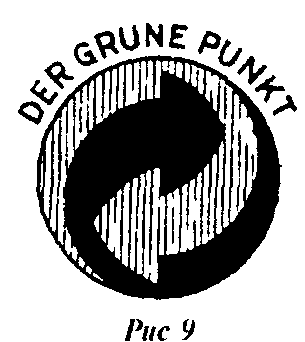 DER GRUNE PUNKT
Рис 9